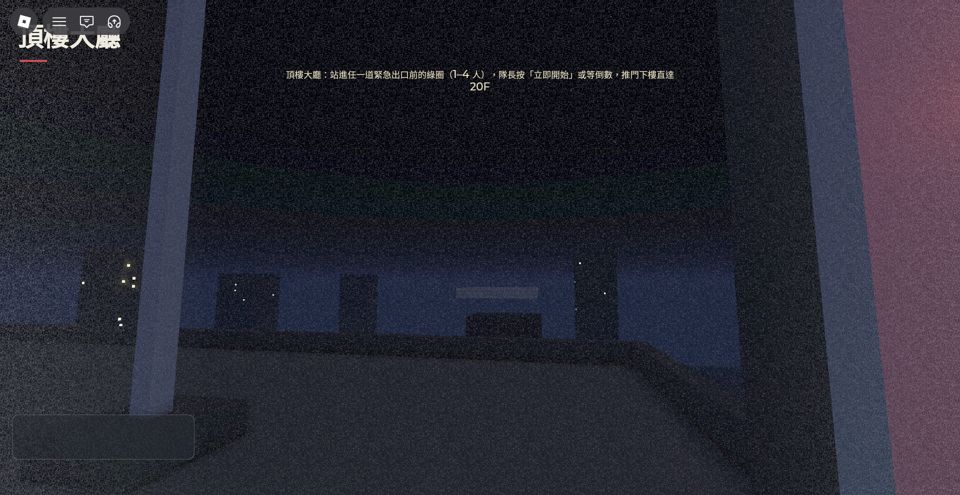 頂樓大廳
頂樓大廳：站進任一道緊急出口前的綠圈（1–4 人），隊長按「立即開始」或等倒數，推門下樓直達
20F